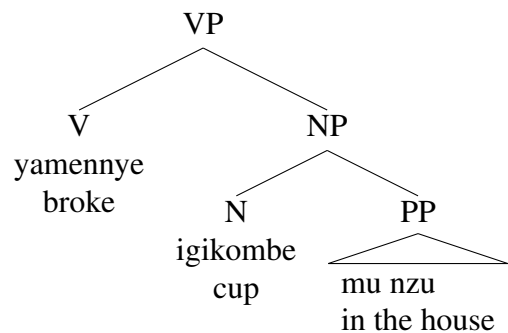 VP
V NP
yamennye
broke
N PP
igikombe
cup
mu nzu
in the house